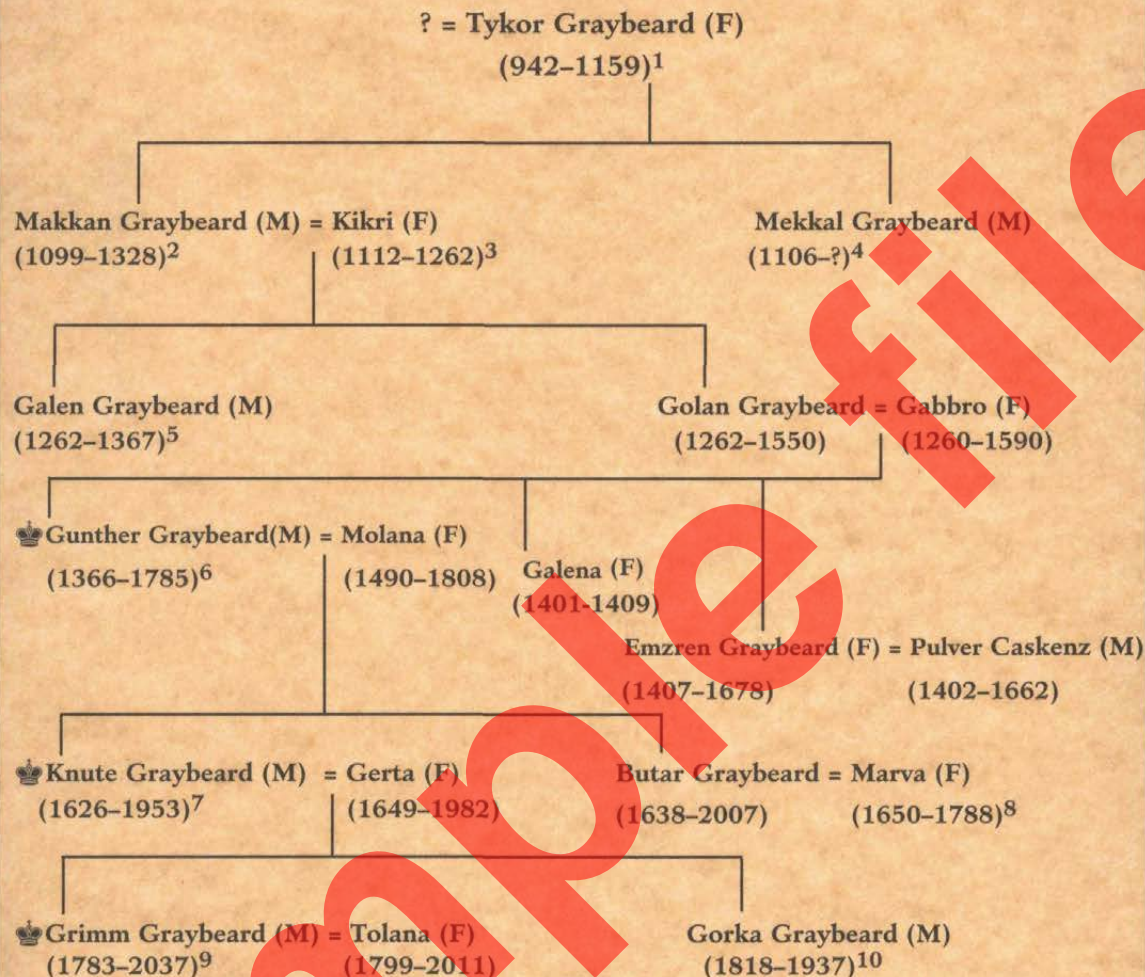 ? = Tykor Graybeard (F)
(942–1159)1
Makkan Graybeard (M) = Kikri (F)
(1099–1328)2 (1112–1262)3
Mekkal Graybeard (M)
(1106–?)4
Galen Graybeard (M)
(1262–1367)5
Golan Graybeard = Gabbro (F)
(1262–1550) (1260–1590)
Gunther Graybeard(M) = Molana (F)
(1366–1785)6 (1490–1808)
Galena (F)
(1401-1409)
Emzren Graybeard (F) = Pulver Caskenz (M)
(1407–1678) (1402–1662)
Knute Graybeard (M) = Gerta (F)
(1626–1953)7 (1649–1982)
Butar Graybeard = Marva (F)
(1638–2007) (1650–1788)8
Grimm Graybeard (M) = Tolana (F)
(1783–2037)9 (1799–2011)
Gorka Graybeard (M)
(1818–1937)10
mple file